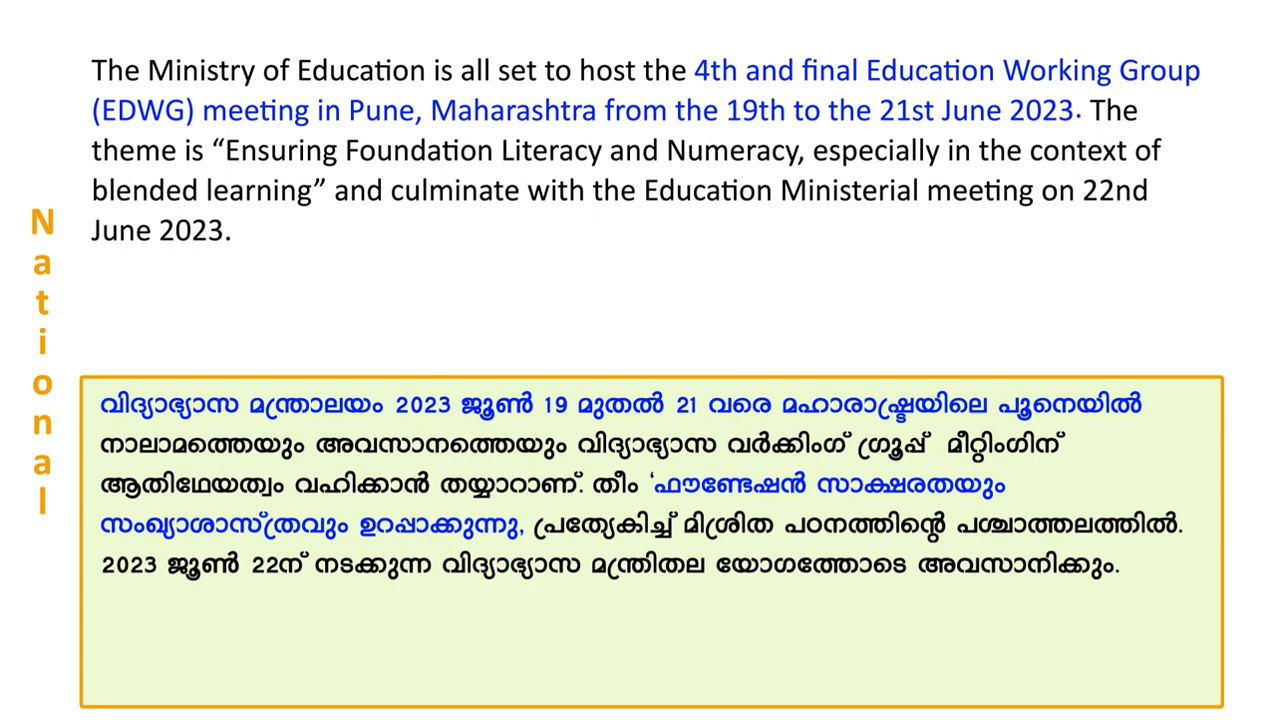 The Ministry of Education is all set to host the 4th and final Education Working Group
(EDWG) meeting in Pune, Maharashtra from the 19th to the 21st June 2023. The
theme is “Ensuring Foundation Literacy and Numeracy, especially in the context of
blended learning” and culminate with the Education Ministerial meeting on 22nd
June 2023.
National
വിദ്യാഭ്യാസ മന്ത്രാലയം 2023 ജൂൺ 19 മുതൽ 21 വരെ മഹാരാഷ്ട്രയിലെ പൂനെയിൽ
നാലാമത്തെയും അവസാനത്തെയും വിദ്യാഭ്യാസ വർക്കിംഗ് ഗ്രൂപ്പ് മീറ്റിംഗിന്
ആതിഥേയത്വം വഹിക്കാൻ തയ്യാറാണ്. തീം ‘ഫൗണ്ടേഷൻ സാക്ഷരതയും
സംഖ്യാശാസ്ത്രവും ഉറപ്പാക്കുന്നു, പ്രത്യേകിച്ച് മിശ്രിത പഠനത്തിന്റെ പശ്ചാത്തലത്തിൽ.
2023 ജൂൺ 22ന് നടക്കുന്ന വിദ്യാഭ്യാസ മന്ത്രിതല യോഗത്തോടെ അവസാനിക്കും.